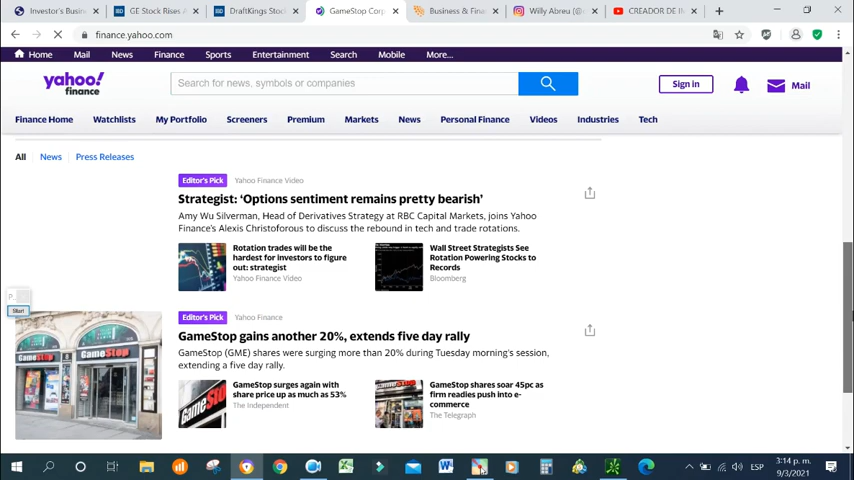 Investor's Busin
GE Stock Rises A
DraftKings Stoc
GameStop Corp
Business & Finan
Willy Abreu (@
CREADOR DE R
finance.yahoo.com
Home Mail News Finance Sports Entertainment Search Mobile More...
yahoo!
finance
Search for news, symbols or companies
Sign in
Mail
Finance Home Watchlists My Portfolio Screeners Premium Markets News Personal Finance Videos Industries Tech
All News Press Releases
Editor's Pick Yahoo Finance Video
Strategist: ‘Options sentiment remains pretty bearish’
Amy Wu Silverman, Head of Derivatives Strategy at RBC Capital Markets, joins Yahoo
Finance's Alexis Christoforous to discuss the rebound in tech and trade rotations.
Rotation trades will be the
hardest for investors to figure
out: strategist
Yahoo Finance Video
Wall Street Strategists See
Rotation Powering Stocks to
Records
Bloomberg
Start
Editor's Pick Yahoo Finance
GameStop gains another 20%, extends five day rally
GameStop (GME) shares were surging more than 20% during Tuesday morning's session,
extending a five day rally.
GameStop surges again with
share price up as much as 53%
The Independent
GameStop shares soar 45pc as
firm readies push into e-
commerce
The Telegraph
GameStop
ESP
3:14 p. m.
9/3/2021